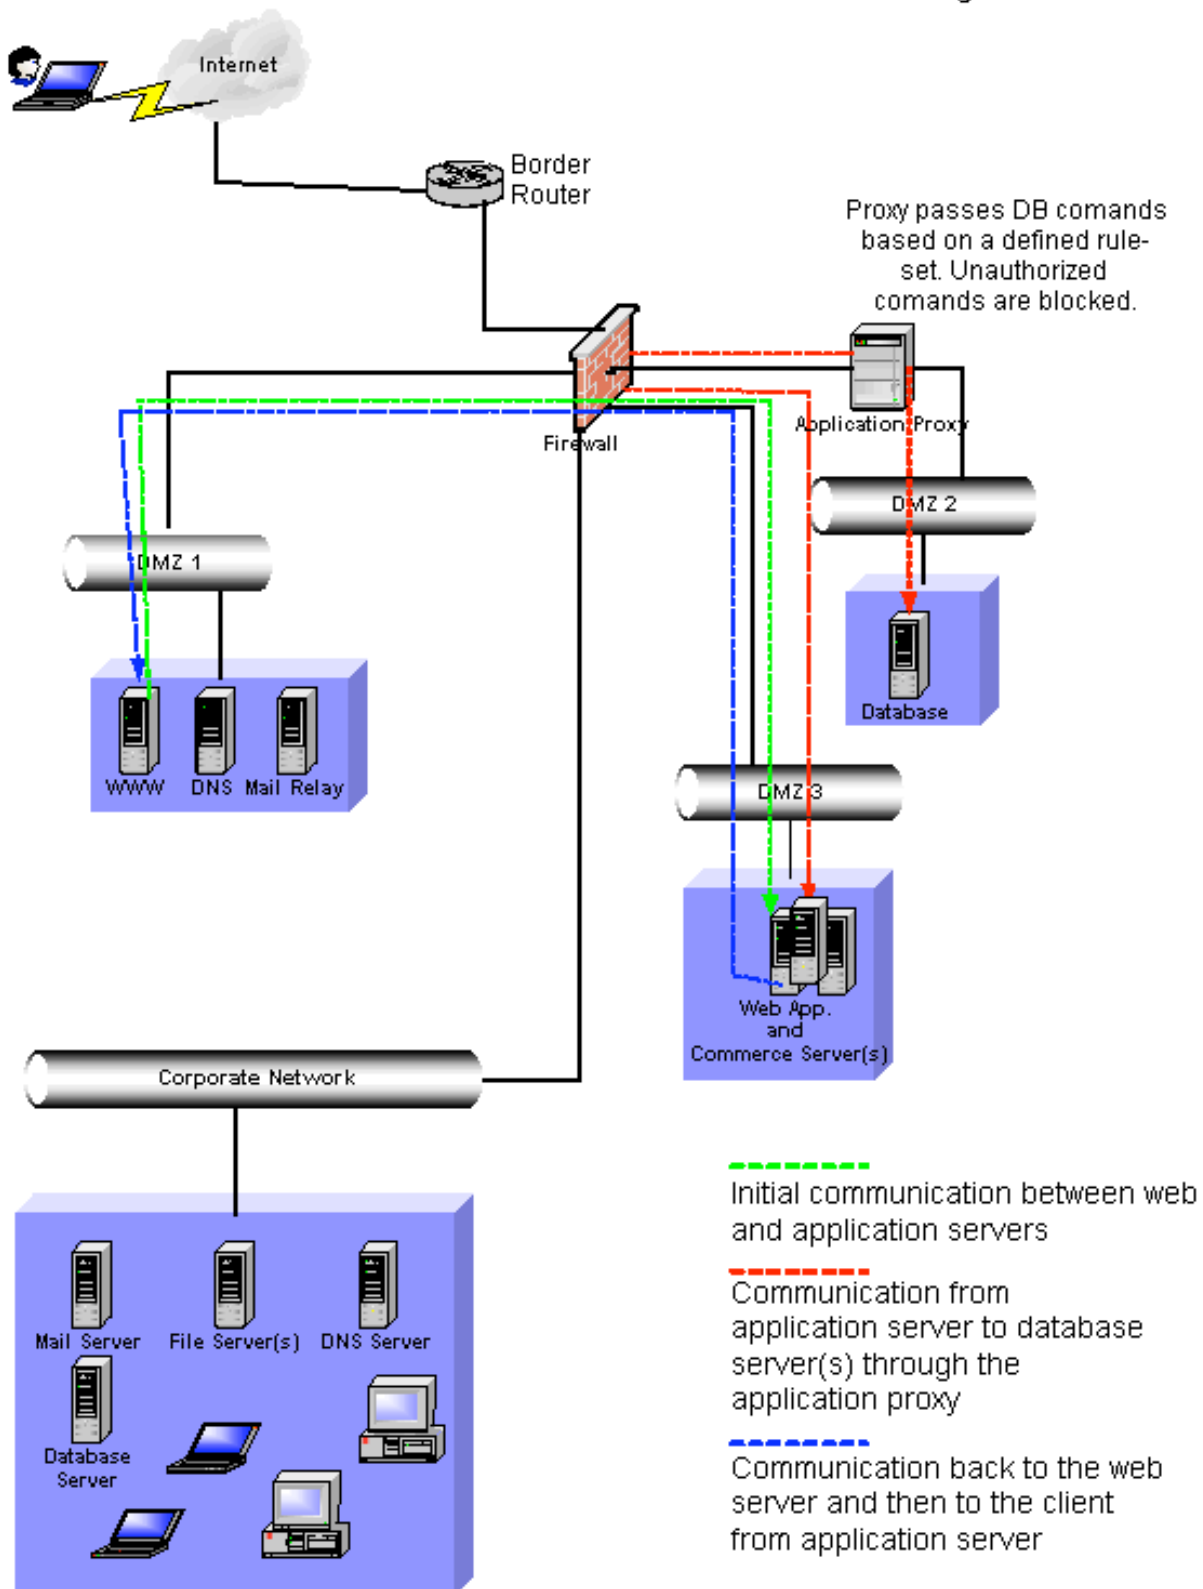 Internet
Border
Router
Proxy passes DB comands
based on a defined rule-
set. Unauthorized
comands are blocked.
Application Proxy
Firewall
DMZ 2
DMZ 1
Database
WWW
DNS
Mail Relay
DMZ 3
Web App.
and
Commerce Server(s)
Corporate Network
Initial communication between web
and application servers
Mail Server
File Server(s)
DNS Server
Communication from
application server to database
server(s) through the
application proxy
Database
Server
Communication back to the web
server and then to the client
from application server